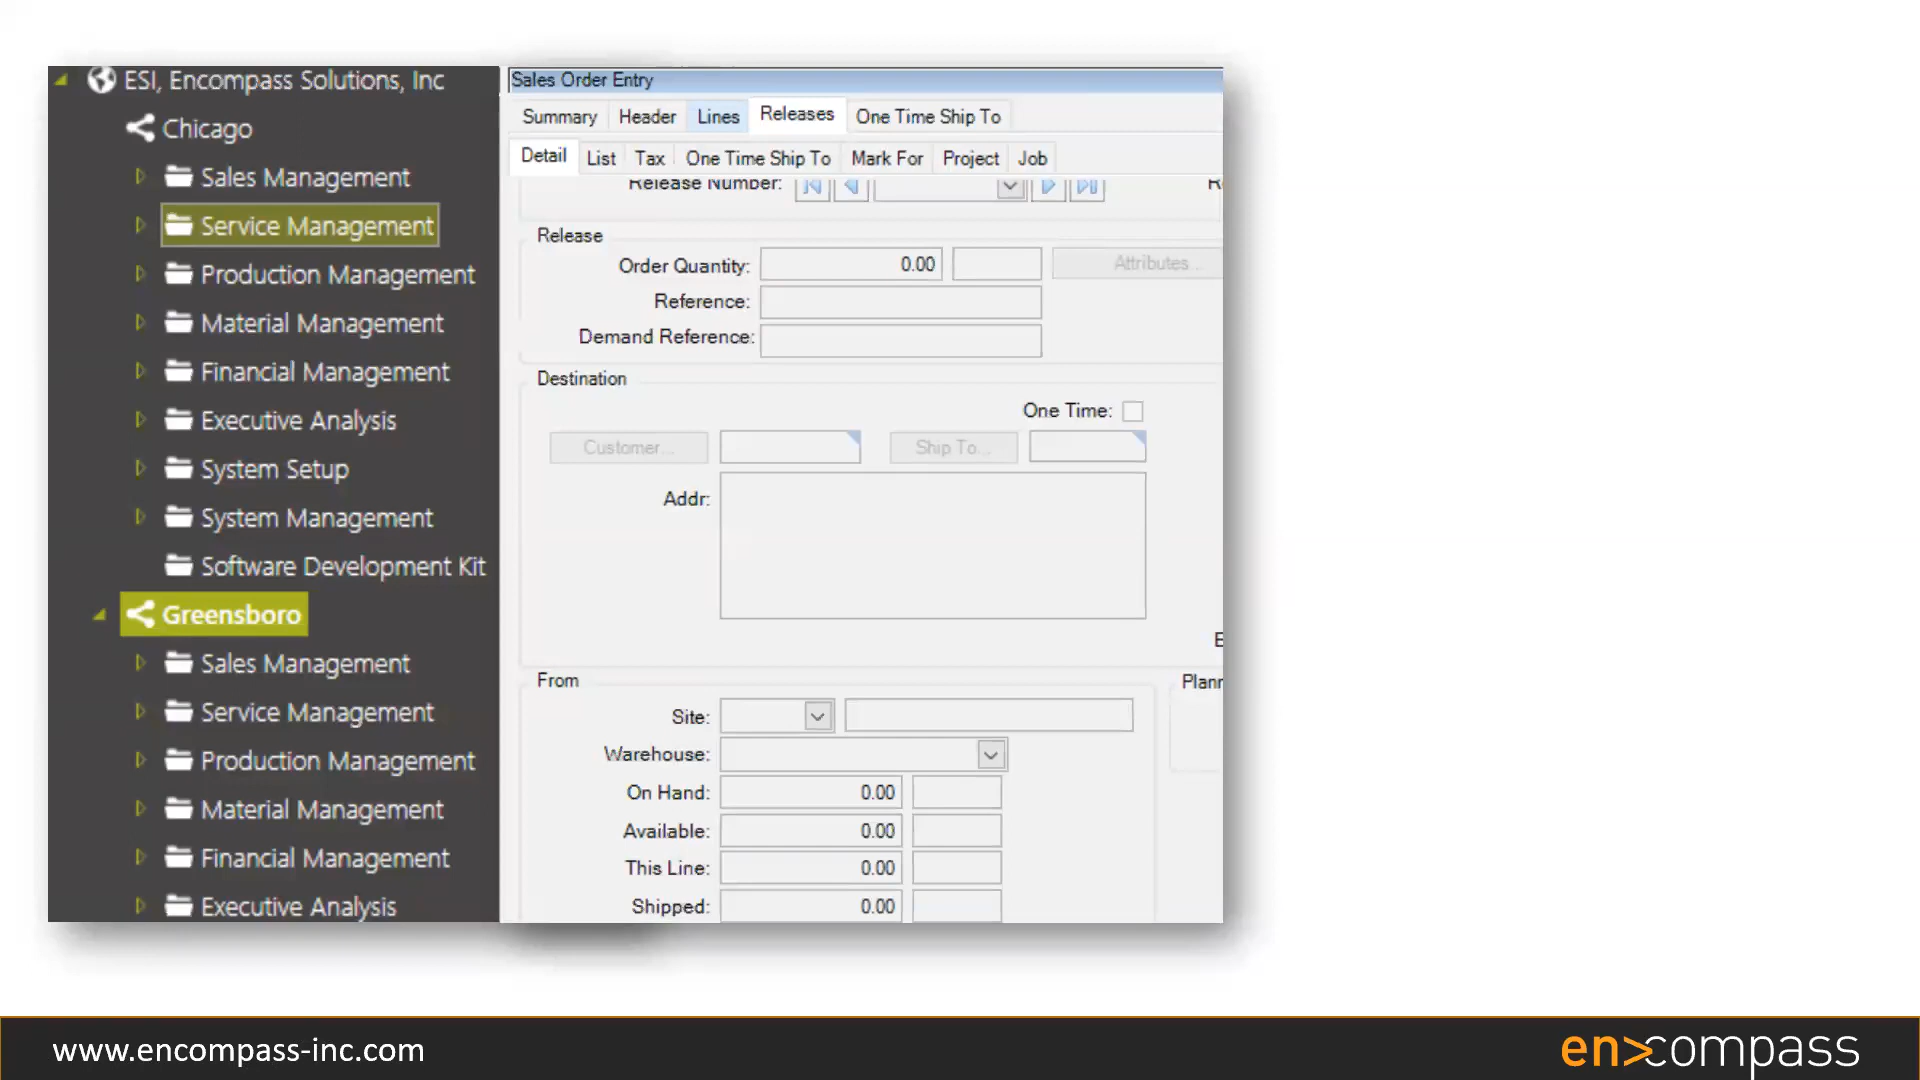 ESI, Encompass Solutions, Inc
Chicago
Sales Management
Service Management
Production Management
Material Management
Financial Management
Executive Analysis
System Setup
System Management
Software Development Kit
Greensboro
Sales Management
Service Management
Production Management
Material Management
Financial Management
Executive Analysis
Sales Order Entry
Summary Header Lines Releases One Time Ship To
Detail List Tax One Time Ship To Mark For Project Job
Release Number:
Release
Order Quantity: 0.00 Attributes...
Reference:
Demand Reference:
Destination
One Time:
Customer... Ship To...
Addr:
From
Site:
Warehouse:
On Hand: 0.00
Available: 0.00
This Line: 0.00
Shipped: 0.00
www.encompass-inc.com
en>compass